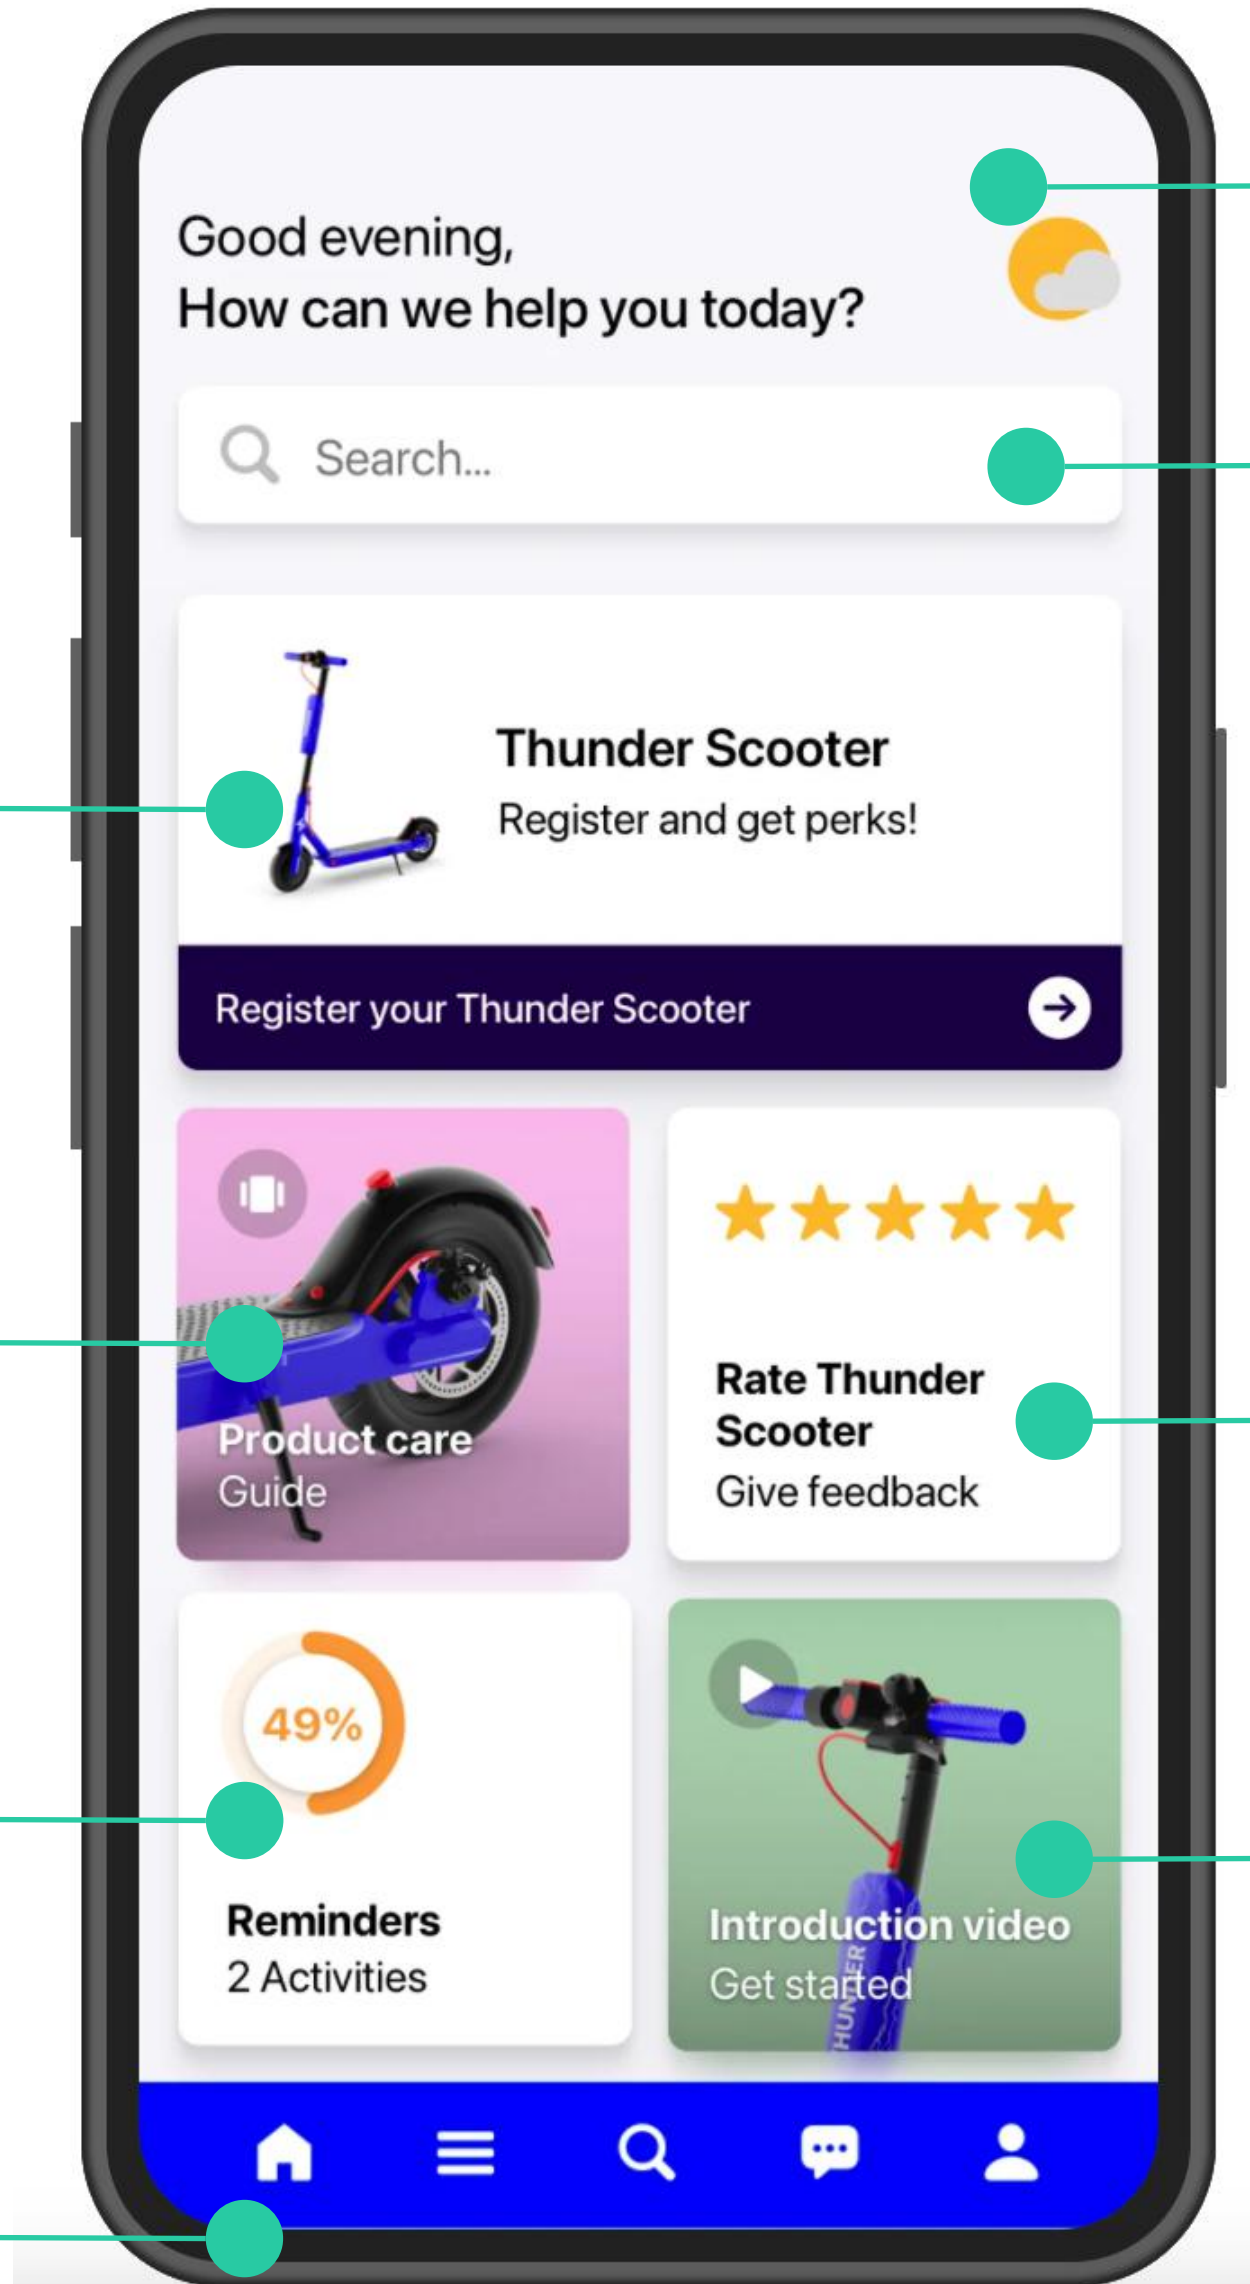 Good evening,
How can we help you today?
Search...
Thunder Scooter
Register and get perks!
Register your Thunder Scooter
Product care
Guide
Rate Thunder
Scooter
Give feedback
49%
Reminders
2 Activities
Introduction video
Get started
HUNDER